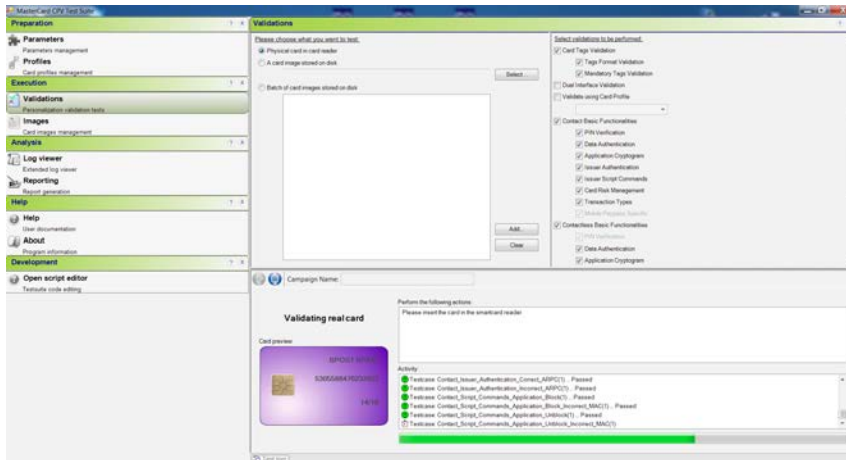 MasterCard CPV Test Suite
Preparation
Parameters
Parameters management
Profiles
Card profiles management
Execution
Validations
Personalization validation tests
Images
Card images management
Analysis
Log viewer
Extended log viewer
Reporting
Report generation
Help
Help
User documentation
About
Program information
Development
Open script editor
Testsuite code editing
Validations
Please choose what you want to test.
Physical card in card reader
A card image stored on disk
Select...
Batch of card images stored on disk
Add...
Clear
Select validations to be performed.
Card Tags Validation
Tags Format Validation
Mandatory Tags Validation
Dual Interface Validation
Validate using Card Profile
Contact Basic Functionalities
PIN Verification
Data Authentication
Application Cryptogram
Issuer Authentication
Issuer Script Commands
Card Risk Management
Transaction Types
Contactless Basic Functionalities
PIN Verification
Data Authentication
Application Cryptogram
Campaign Name:
Validating real card
Card preview
Perform the following actions:
Please insert the card in the smartcard reader
Activity
Testcase: Contact_Issuer_Authentication_Correct_ARPC(1) .. Passed
Testcase: Contact_Issuer_Authentication_Incorrect_ARPC(1) .. Passed
Testcase: Contact_Script_Commands_Application_Block(1) .. Passed
Testcase: Contact_Script_Commands_Application_Block_Incorrect_MAC(1) .. Passed
Testcase: Contact_Script_Commands_Application_Unblock(1) .. Passed
Testcase: Contact_Script_Commands_Application_Unblock_Incorrect_MAC(1)